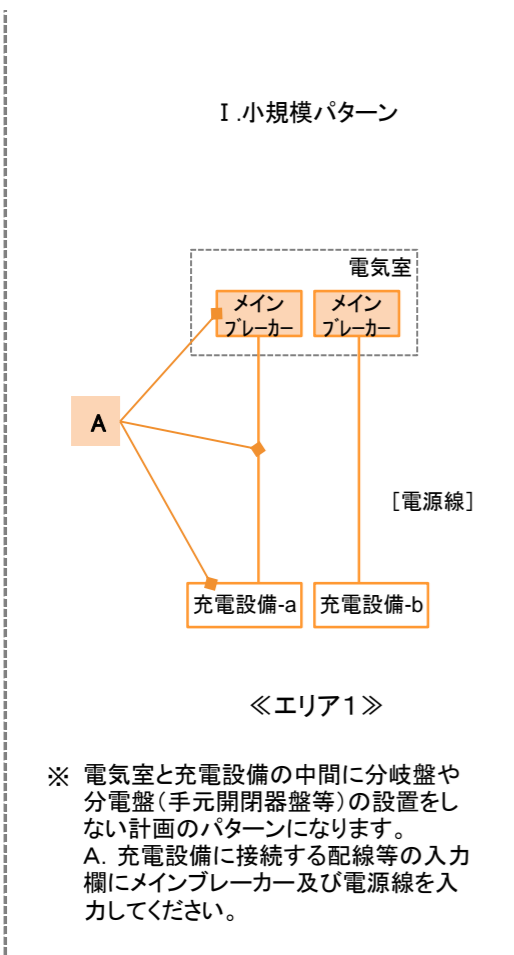 Ⅰ.小規模パターン
電気室
メイン
ブレーカー
メイン
ブレーカー
A
[電源線]
充電設備-a
充電設備-b
≪エリア1≫
※ 電気室と充電設備の中間に分岐盤や
分電盤(手元開閉器盤等)の設置をし
ない計画のパターンになります。
A. 充電設備に接続する配線等の入力
欄にメインブレーカー及び電源線を入
力してください。